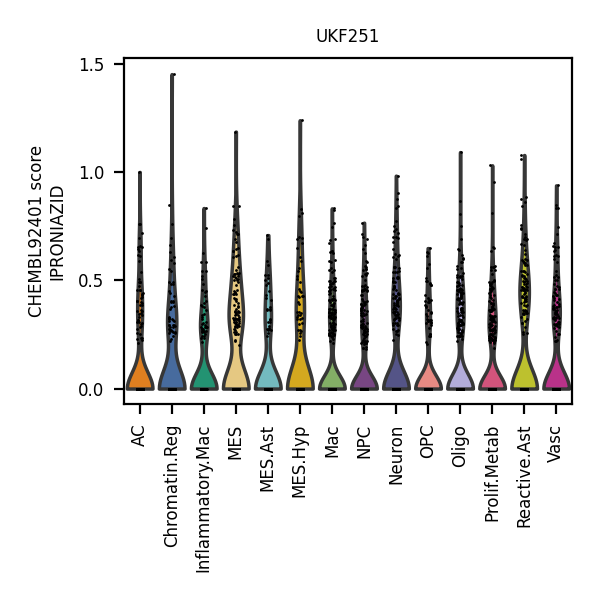 UKF251
CHEMBL92401 score
IPRONIAZID
1.5
1.0
0.5
0.0
AC
Chromatin.Reg
Inflammatory.Mac
MES
MES.Ast
MES.Hyp
Mac
NPC
Neuron
OPC
Oligo
Prolif.Metab
Reactive.Ast
Vasc